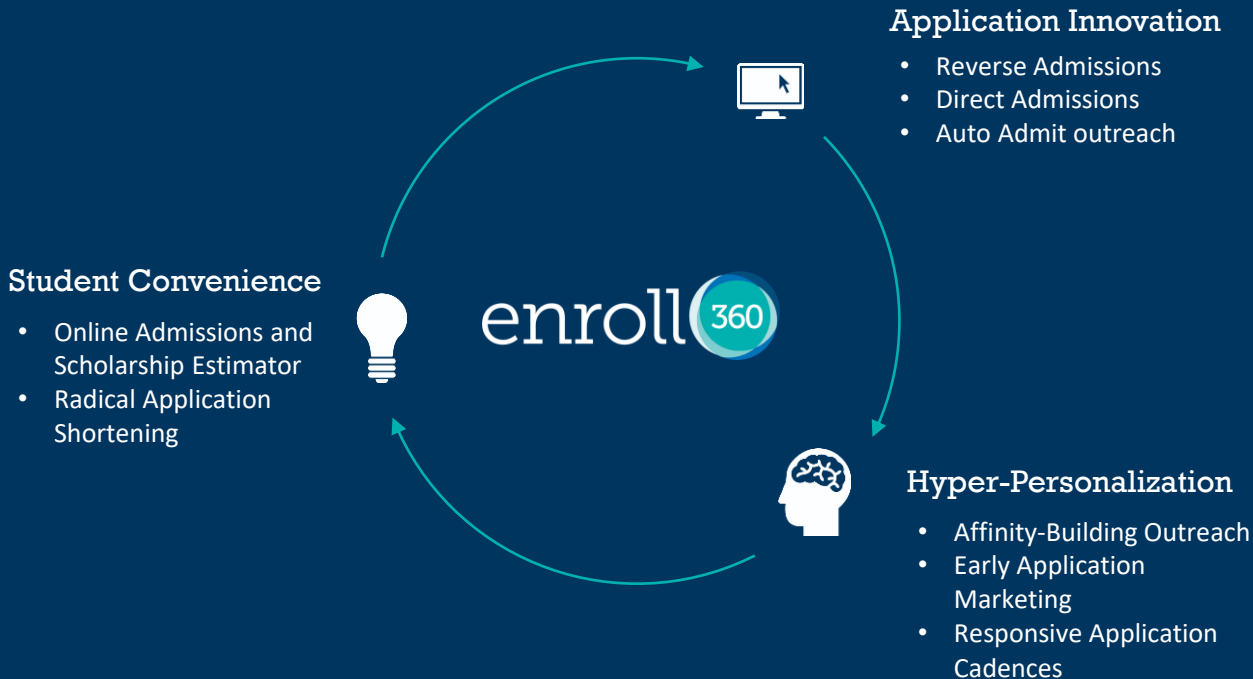 Application Innovation
• Reverse Admissions
• Direct Admissions
• Auto Admit outreach
Student Convenience
• Online Admissions and
Scholarship Estimator
• Radical Application
Shortening
enroll 360
Hyper-Personalization
• Affinity-Building Outreach
• Early Application
Marketing
• Responsive Application
Cadences